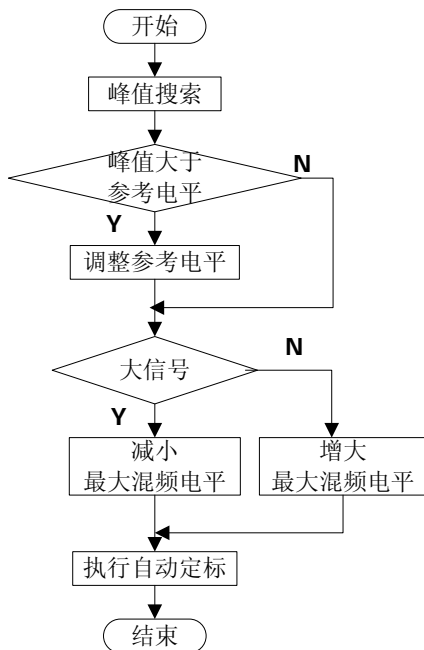 开始
峰值搜索
峰值大于
参考电平
N
Y
调整参考电平
大信号
N
Y
减小
最大混频电平
增大
最大混频电平
执行自动定标
结束